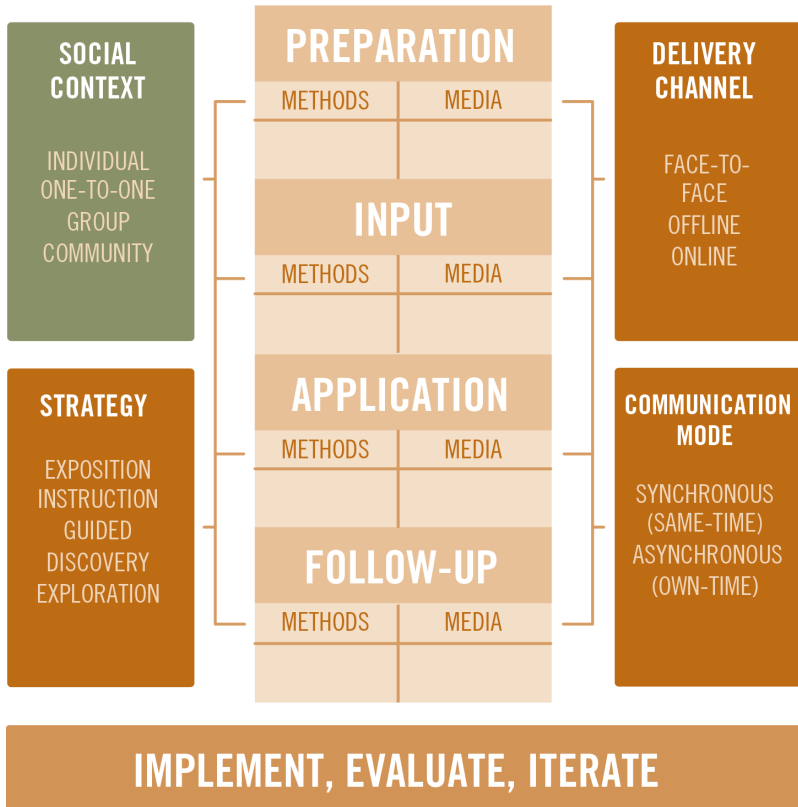 SOCIAL
CONTEXT
INDIVIDUAL
ONE-TO-ONE
GROUP
COMMUNITY
STRATEGY
EXPOSITION
INSTRUCTION
GUIDED
DISCOVERY
EXPLORATION
PREPARATION
METHODS MEDIA
INPUT
METHODS MEDIA
APPLICATION
METHODS MEDIA
FOLLOW-UP
METHODS MEDIA
DELIVERY
CHANNEL
FACE-TO-
FACE
OFFLINE
ONLINE
COMMUNICATION
MODE
SYNCHRONOUS
(SAME-TIME)
ASYNCHRONOUS
(OWN-TIME)
IMPLEMENT, EVALUATE, ITERATE